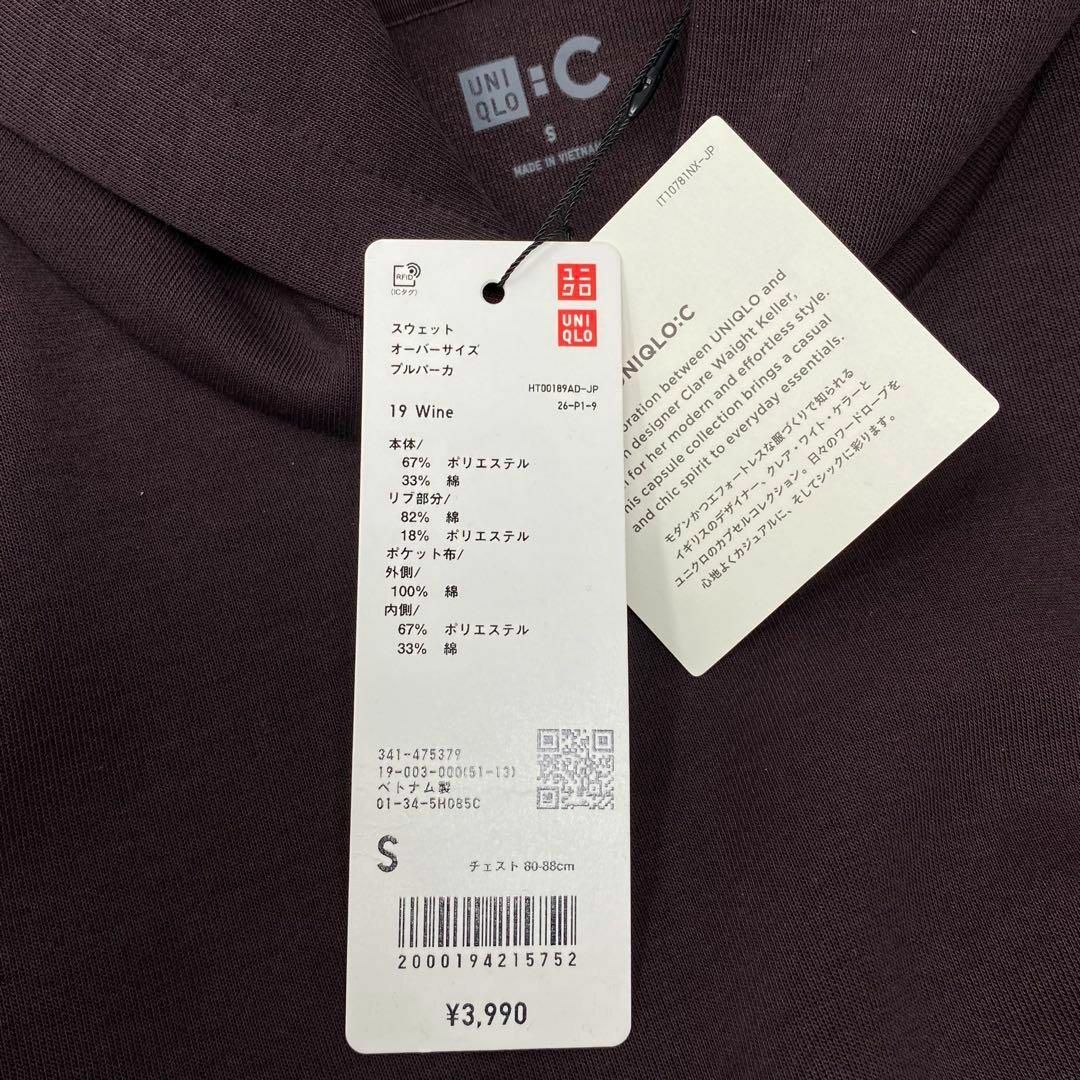 UNI
QLO
:C
S
MADE IN VIETNAM
RFID
(ICタグ)
ユニ
クロ
UNI
QLO
スウェット
オーバーサイズ
プルパーカ
HT00189AD-JP
19 Wine
26-P1-9
本体/
67% ポリエステル
33% 綿
リブ部分/
82% 綿
18% ポリエステル
ポケット布/
外側/
100% 綿
内側/
67% ポリエステル
33% 綿
341-475379
19-003-000(51-13)
ベトナム製
01-34-5H085C
S
チェスト 80-88cm
2000194215752
¥3,990
IT10781NX-JP
UNIQLO:C
oration between UNIQLO and
designer Clare Waight Keller,
for her modern and effortless style.
his capsule collection brings a casual
and chic spirit to everyday essentials.
モダンかつエフォートレスな服づくりで知られる
イギリスのデザイナー、クレア・ワイト・ケラーと
ユニクロのカプセルコレクション。日々のワードローブを
心地よくカジュアルに、そしてシックに彩ります。